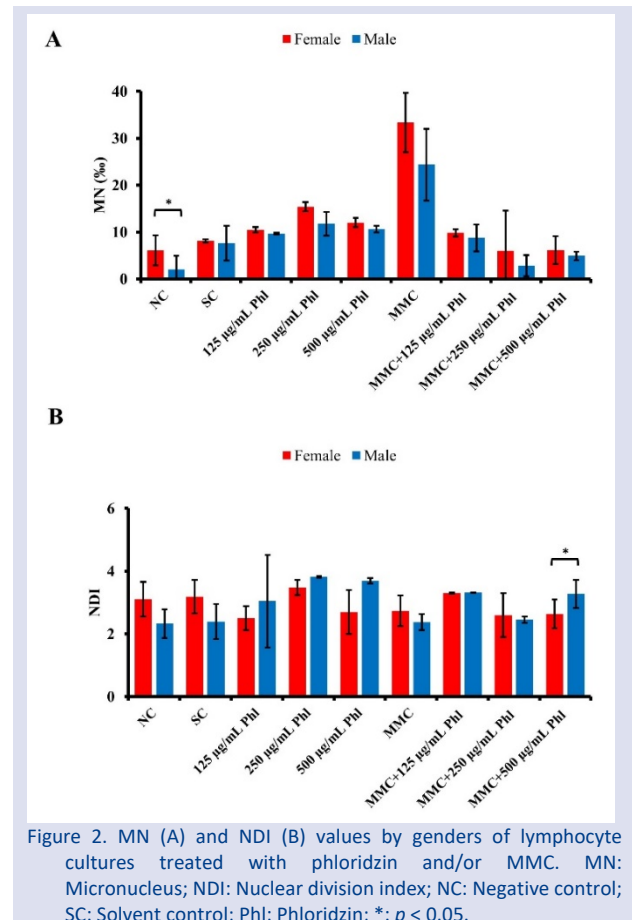 A
Female Male
MN (‰)
40
30
20
10
0
NC
SC
125 µg/mL Phl
250 µg/mL Phl
500 µg/mL Phl
MMC
MMC+125 µg/mL Phl
MMC+250 µg/mL Phl
MMC+500 µg/mL Phl
*
B
Female Male
NDI
6
4
2
0
NC
SC
125 µg/mL Phl
250 µg/mL Phl
500 µg/mL Phl
MMC
MMC+125 µg/mL Phl
MMC+250 µg/mL Phl
MMC+500 µg/mL Phl
*
Figure 2. MN (A) and NDI (B) values by genders of lymphocyte
cultures treated with phloridzin and/or MMC. MN:
Micronucleus; NDI: Nuclear division index; NC: Negative control;
SC: Solvent control; Phl: Phloridzin; *: p < 0.05.